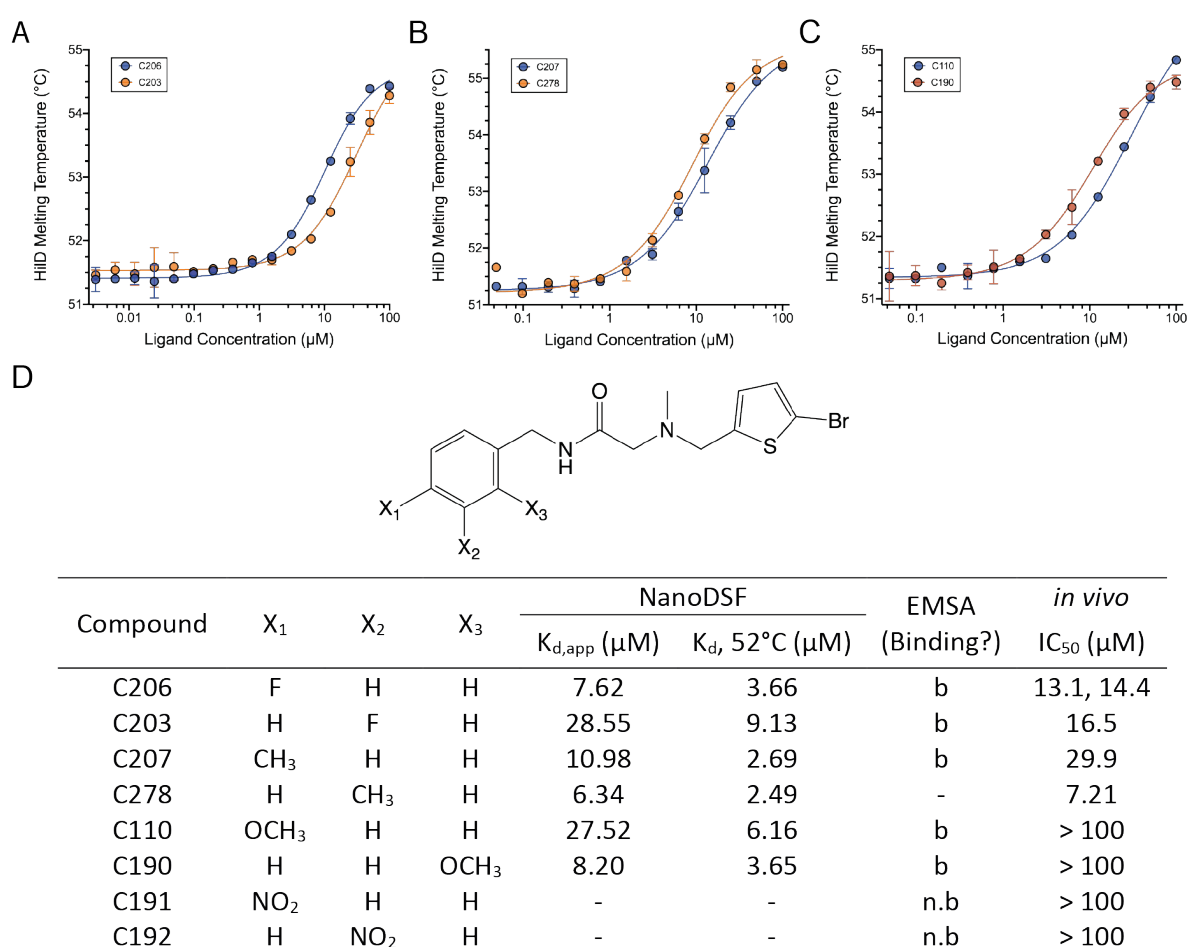 A
55
54
53
52
51
0.01
0.1
1
10
100
HilD Melting Temperature (°C)
Ligand Concentration (µM)
C206
C203
B
55
54
53
52
51
0.1
1
10
100
HilD Melting Temperature (°C)
Ligand Concentration (µM)
C207
C278
C
55
54
53
52
51
0.1
1
10
100
HilD Melting Temperature (°C)
Ligand Concentration (µM)
C110
C190
D
O
N
H
N
S
Br
X₁
X₂
X₃
Compound X₁ X₂ X₃ NanoDSF EMSA (Binding?) in vivo IC₅₀ (µM)
Kd,app (µM) Kd, 52°C (µM)
C206 F H H 7.62 3.66 b 13.1, 14.4
C203 H F H 28.55 9.13 b 16.5
C207 CH₃ H H 10.98 2.69 b 29.9
C278 H CH₃ H 6.34 2.49 - 7.21
C110 OCH₃ H H 27.52 6.16 b > 100
C190 H H OCH₃ 8.20 3.65 b > 100
C191 NO₂ H H - - n.b > 100
C192 H NO₂ H - - n.b > 100